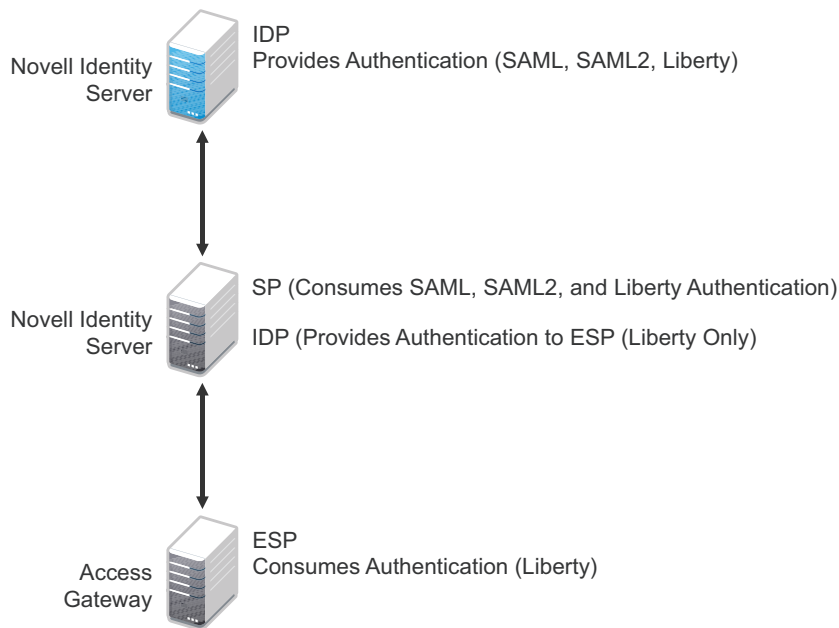 IDP
Provides Authentication (SAML, SAML2, Liberty)
Novell Identity
Server
SP (Consumes SAML, SAML2, and Liberty Authentication)
Novell Identity
Server
IDP (Provides Authentication to ESP (Liberty Only)
ESP
Consumes Authentication (Liberty)
Access
Gateway